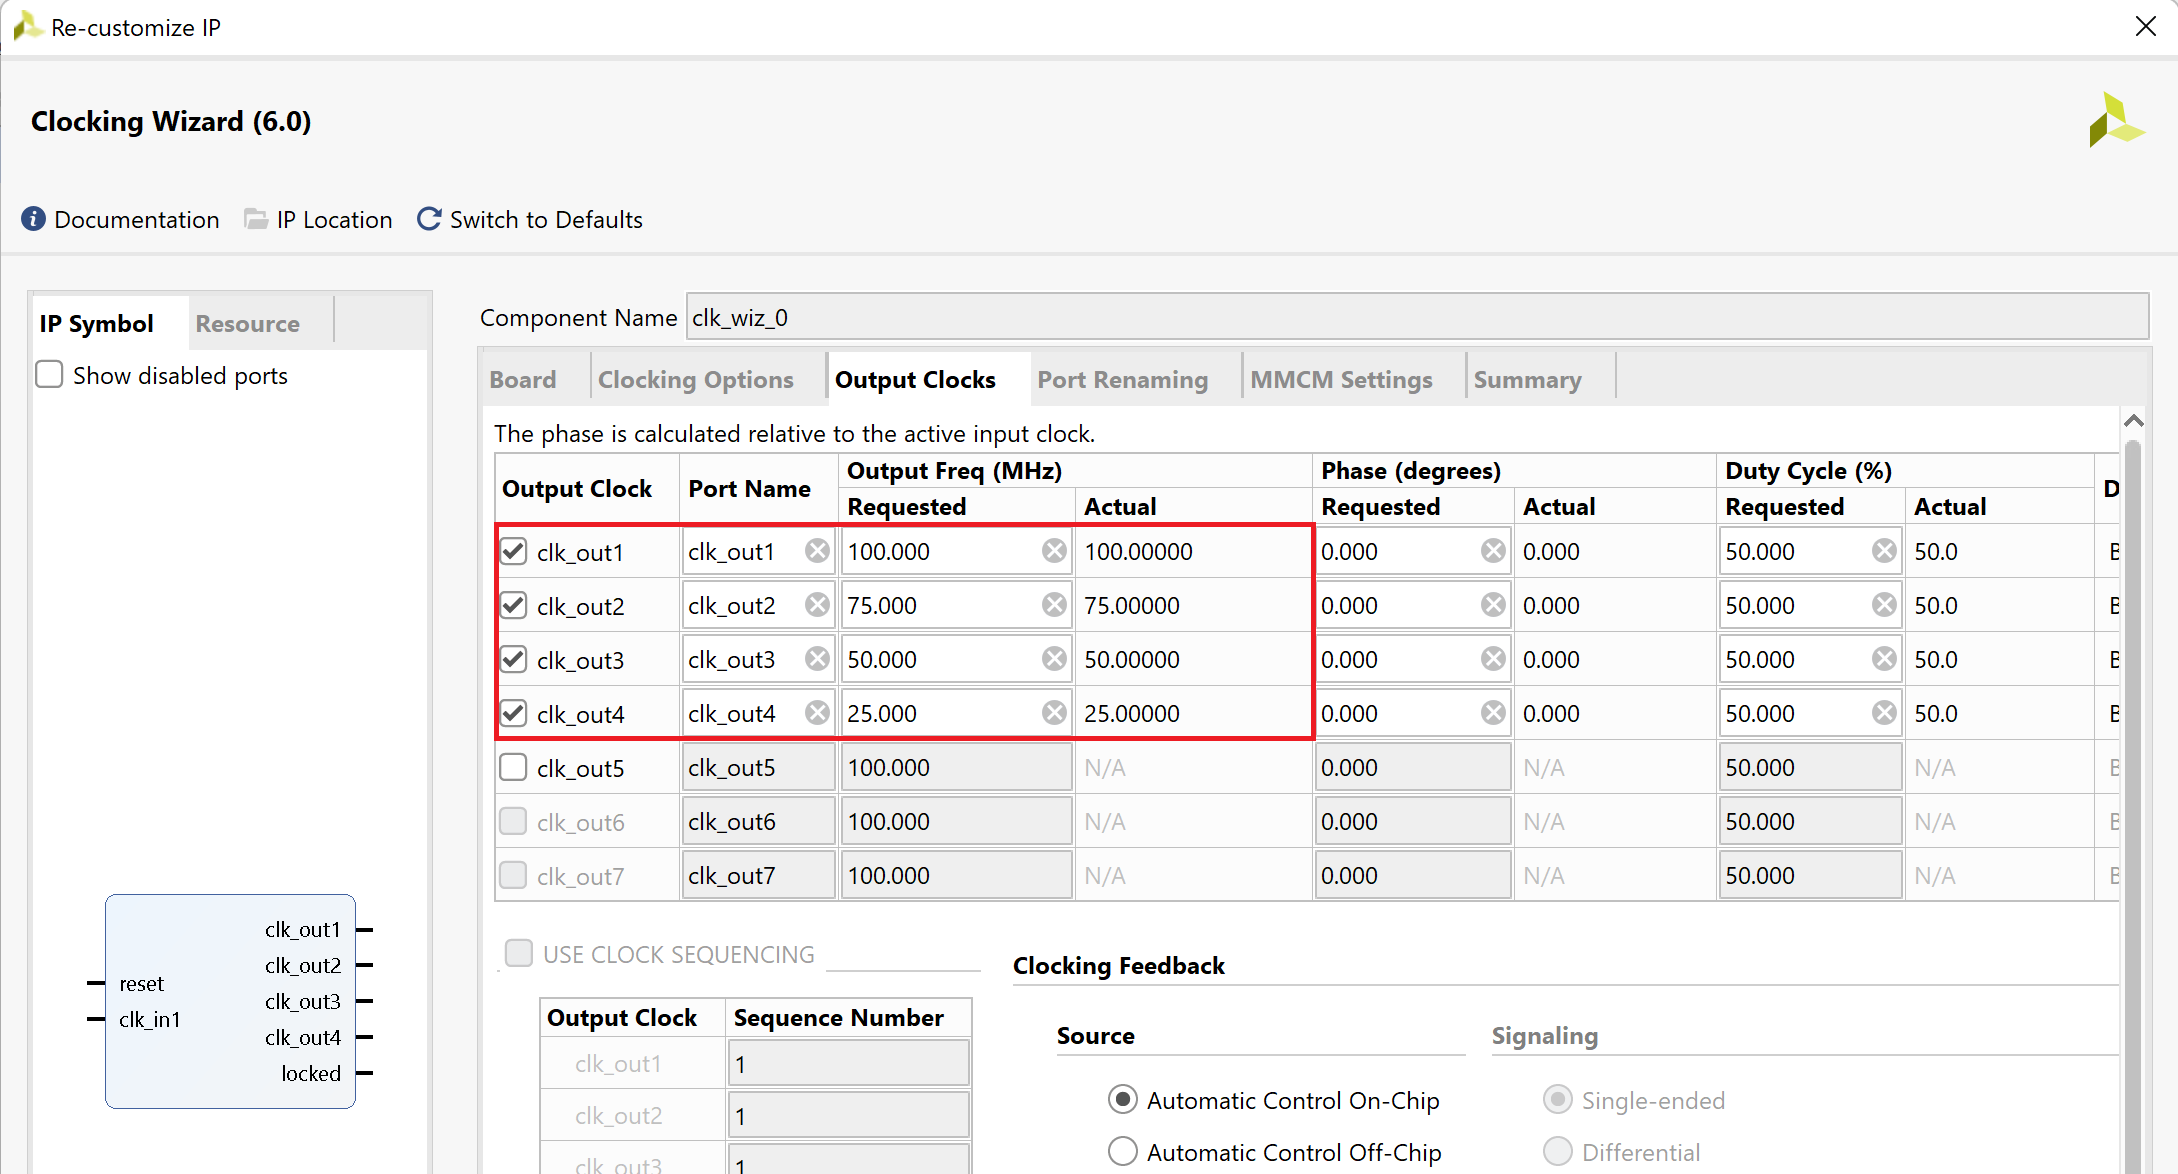 Re-customize IP
Clocking Wizard (6.0)
Documentation IP Location Switch to Defaults
IP Symbol Resource
Show disabled ports
reset
clk_in1
clk_out1
clk_out2
clk_out3
clk_out4
locked
Component Name clk_wiz_0
Board Clocking Options Output Clocks Port Renaming MMCM Settings Summary
The phase is calculated relative to the active input clock.
Output Clock Port Name Output Freq (MHz) Phase (degrees) Duty Cycle (%) D
Requested Actual Requested Actual Requested Actual
clk_out1 clk_out1 100.000 100.00000 0.000 0.000 50.000 50.0 B
clk_out2 clk_out2 75.000 75.00000 0.000 0.000 50.000 50.0 B
clk_out3 clk_out3 50.000 50.00000 0.000 0.000 50.000 50.0 B
clk_out4 clk_out4 25.000 25.00000 0.000 0.000 50.000 50.0 B
clk_out5 clk_out5 100.000 N/A 0.000 N/A 50.000 N/A B
clk_out6 clk_out6 100.000 N/A 0.000 N/A 50.000 N/A B
clk_out7 clk_out7 100.000 N/A 0.000 N/A 50.000 N/A B
USE CLOCK SEQUENCING
Output Clock Sequence Number
clk_out1 1
clk_out2 1
clk_out3 1
Clocking Feedback
Source Signaling
Automatic Control On-Chip Single-ended
Automatic Control Off-Chip Differential